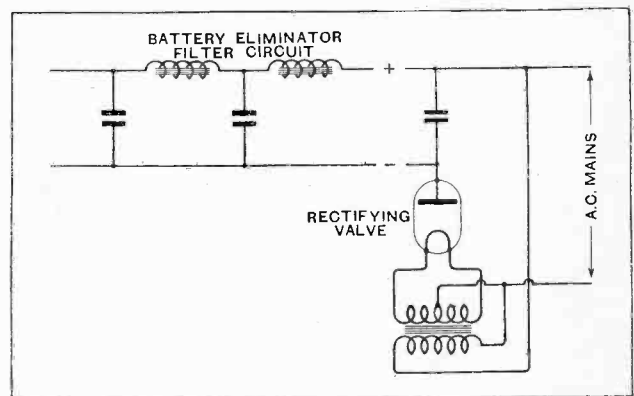 BATTERY ELIMINATOR
FILTER CIRCUIT
+
-
RECTIFYING
VALVE
A.C. MAINS